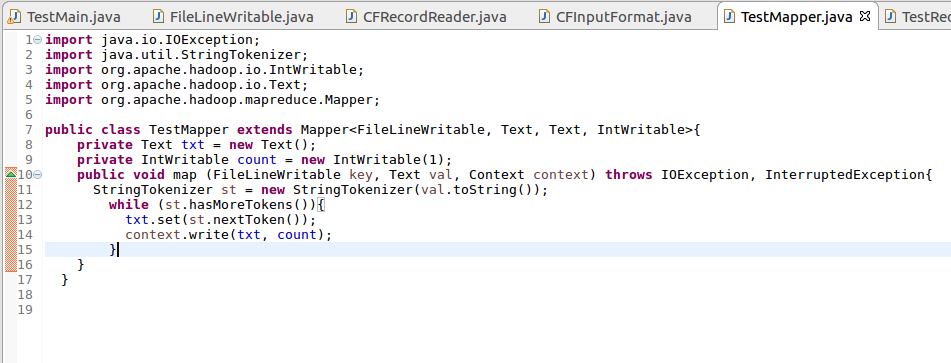 TestMain.java FileLineWritable.java CFRecordReader.java CFInputFormat.java TestMapper.java TestRec
1 import java.io.IOException;
2 import java.util.StringTokenizer;
3 import org.apache.hadoop.io.IntWritable;
4 import org.apache.hadoop.io.Text;
5 import org.apache.hadoop.mapreduce.Mapper;
6
7 public class TestMapper extends Mapper<FileLineWritable, Text, Text, IntWritable>{
8 private Text txt = new Text();
9 private IntWritable count = new IntWritable(1);
10 public void map (FileLineWritable key, Text val, Context context) throws IOException, InterruptedException{
11 StringTokenizer st = new StringTokenizer(val.toString());
12 while (st.hasMoreTokens()){
13 txt.set(st.nextToken());
14 context.write(txt, count);
15 }
16 }
17 }
18
19